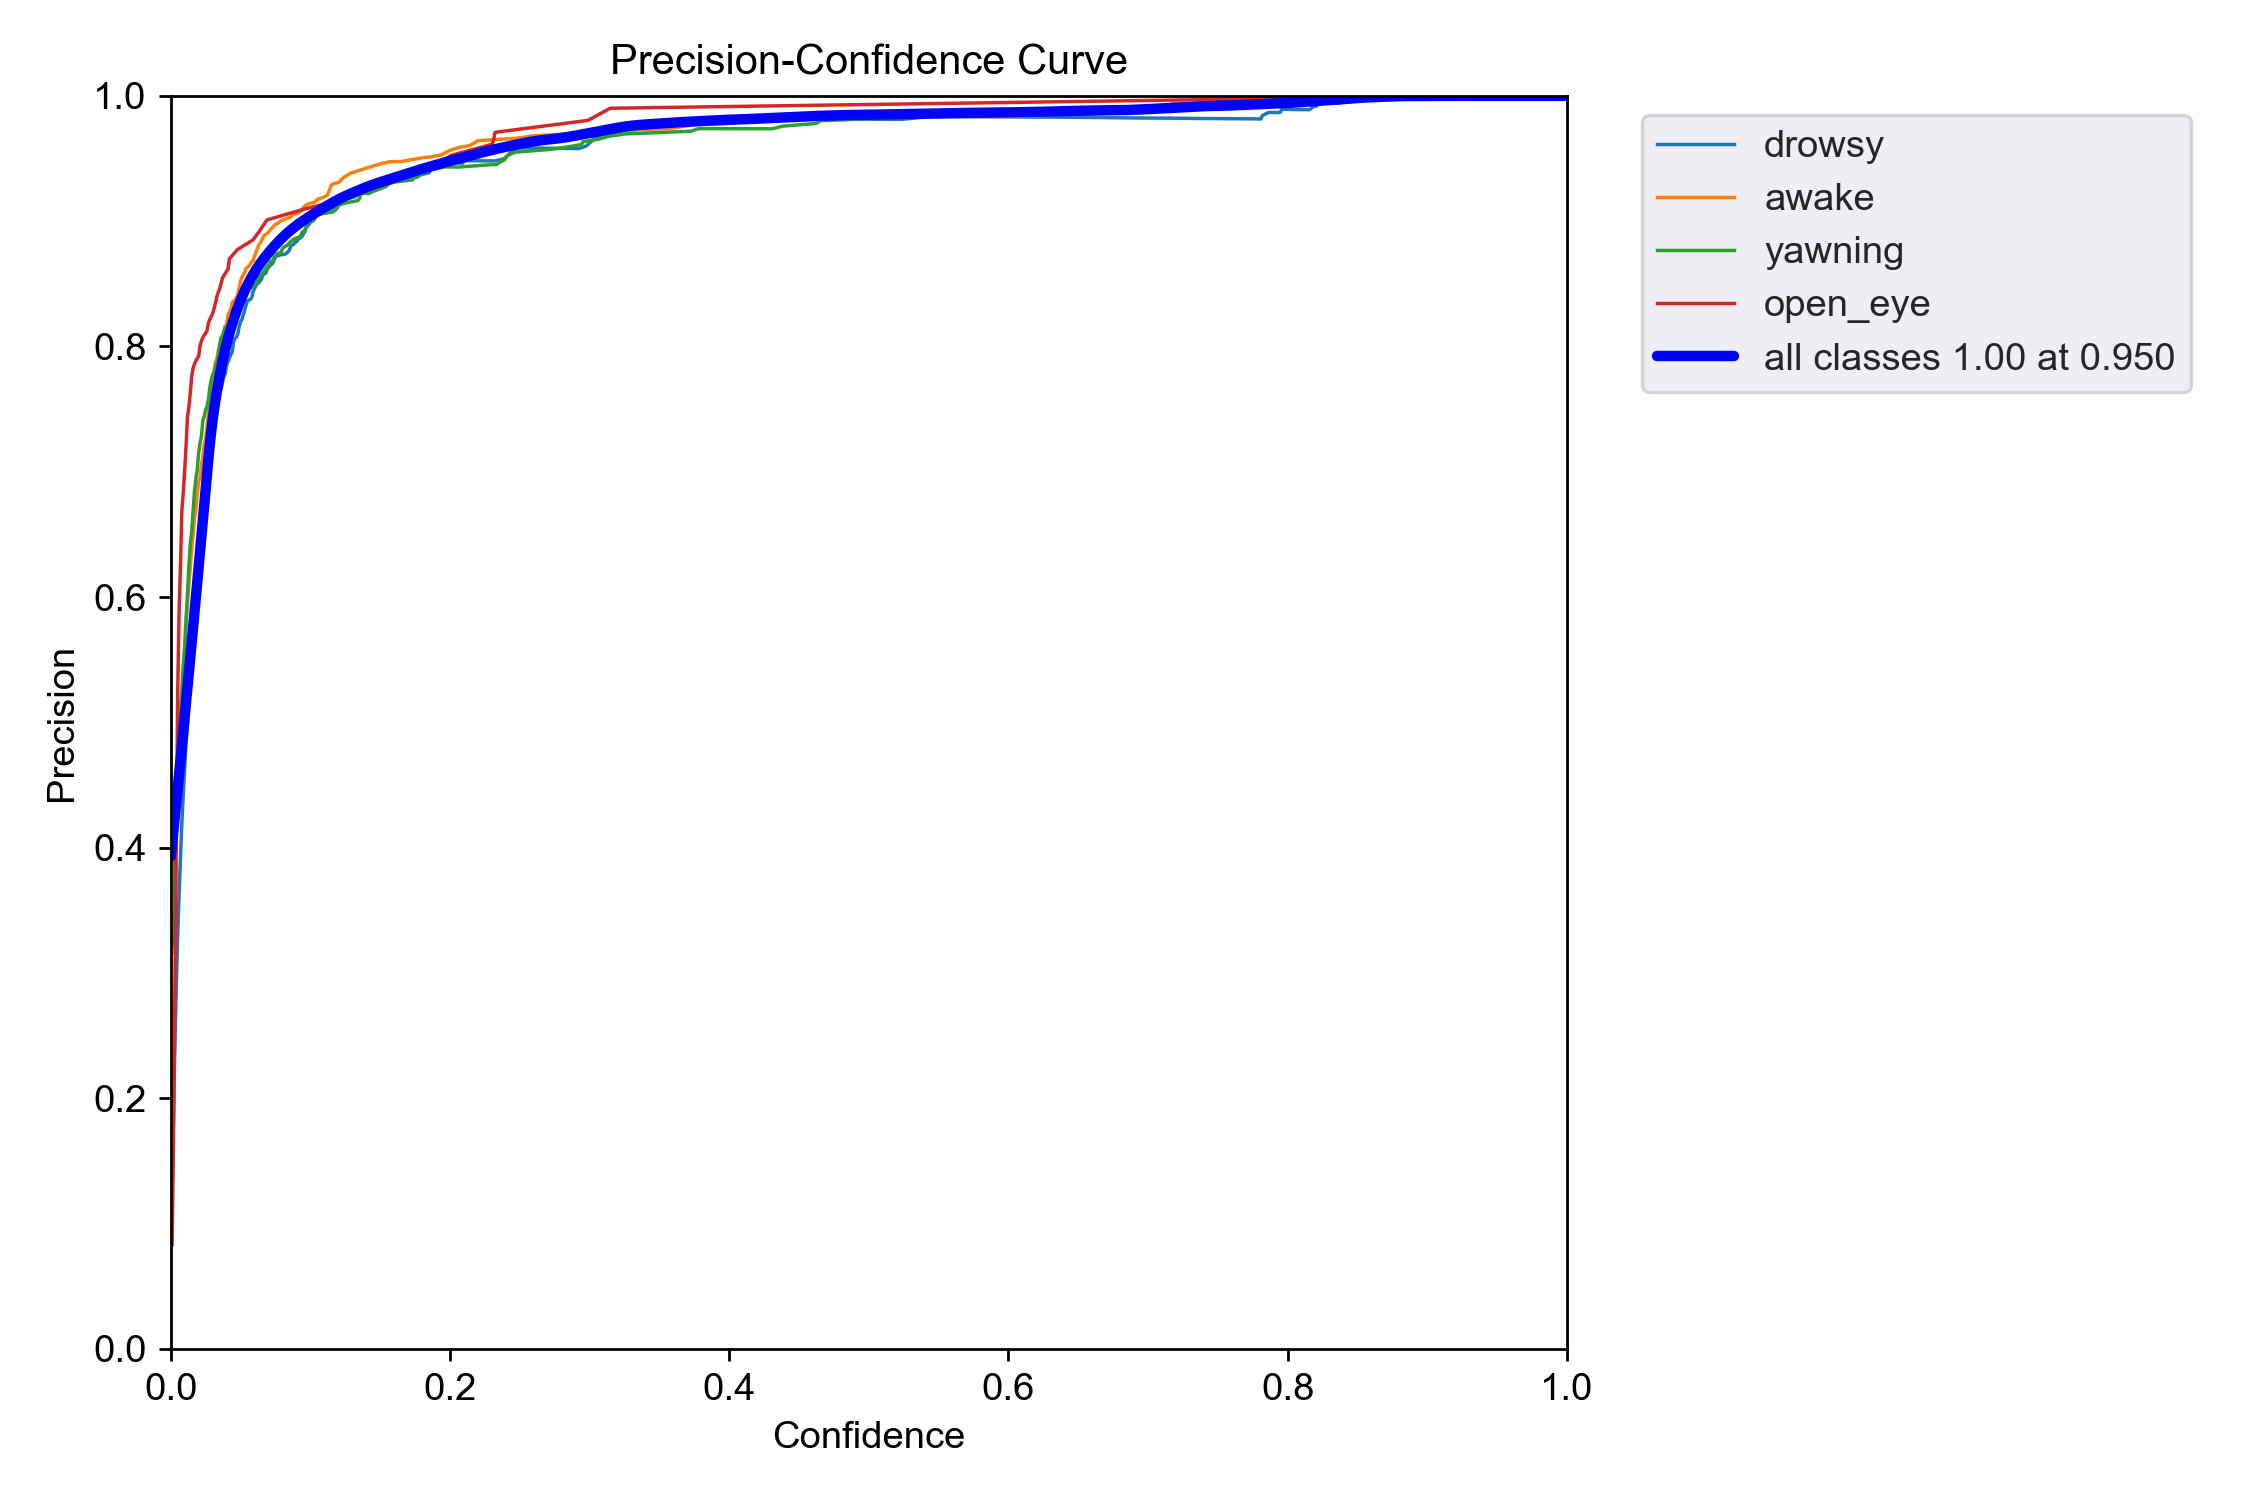 Precision-Confidence Curve
1.0
0.8
0.6
0.4
0.2
0.0
Precision
0.0 0.2 0.4 0.6 0.8 1.0
Confidence
drowsy
awake
yawning
open_eye
all classes 1.00 at 0.950